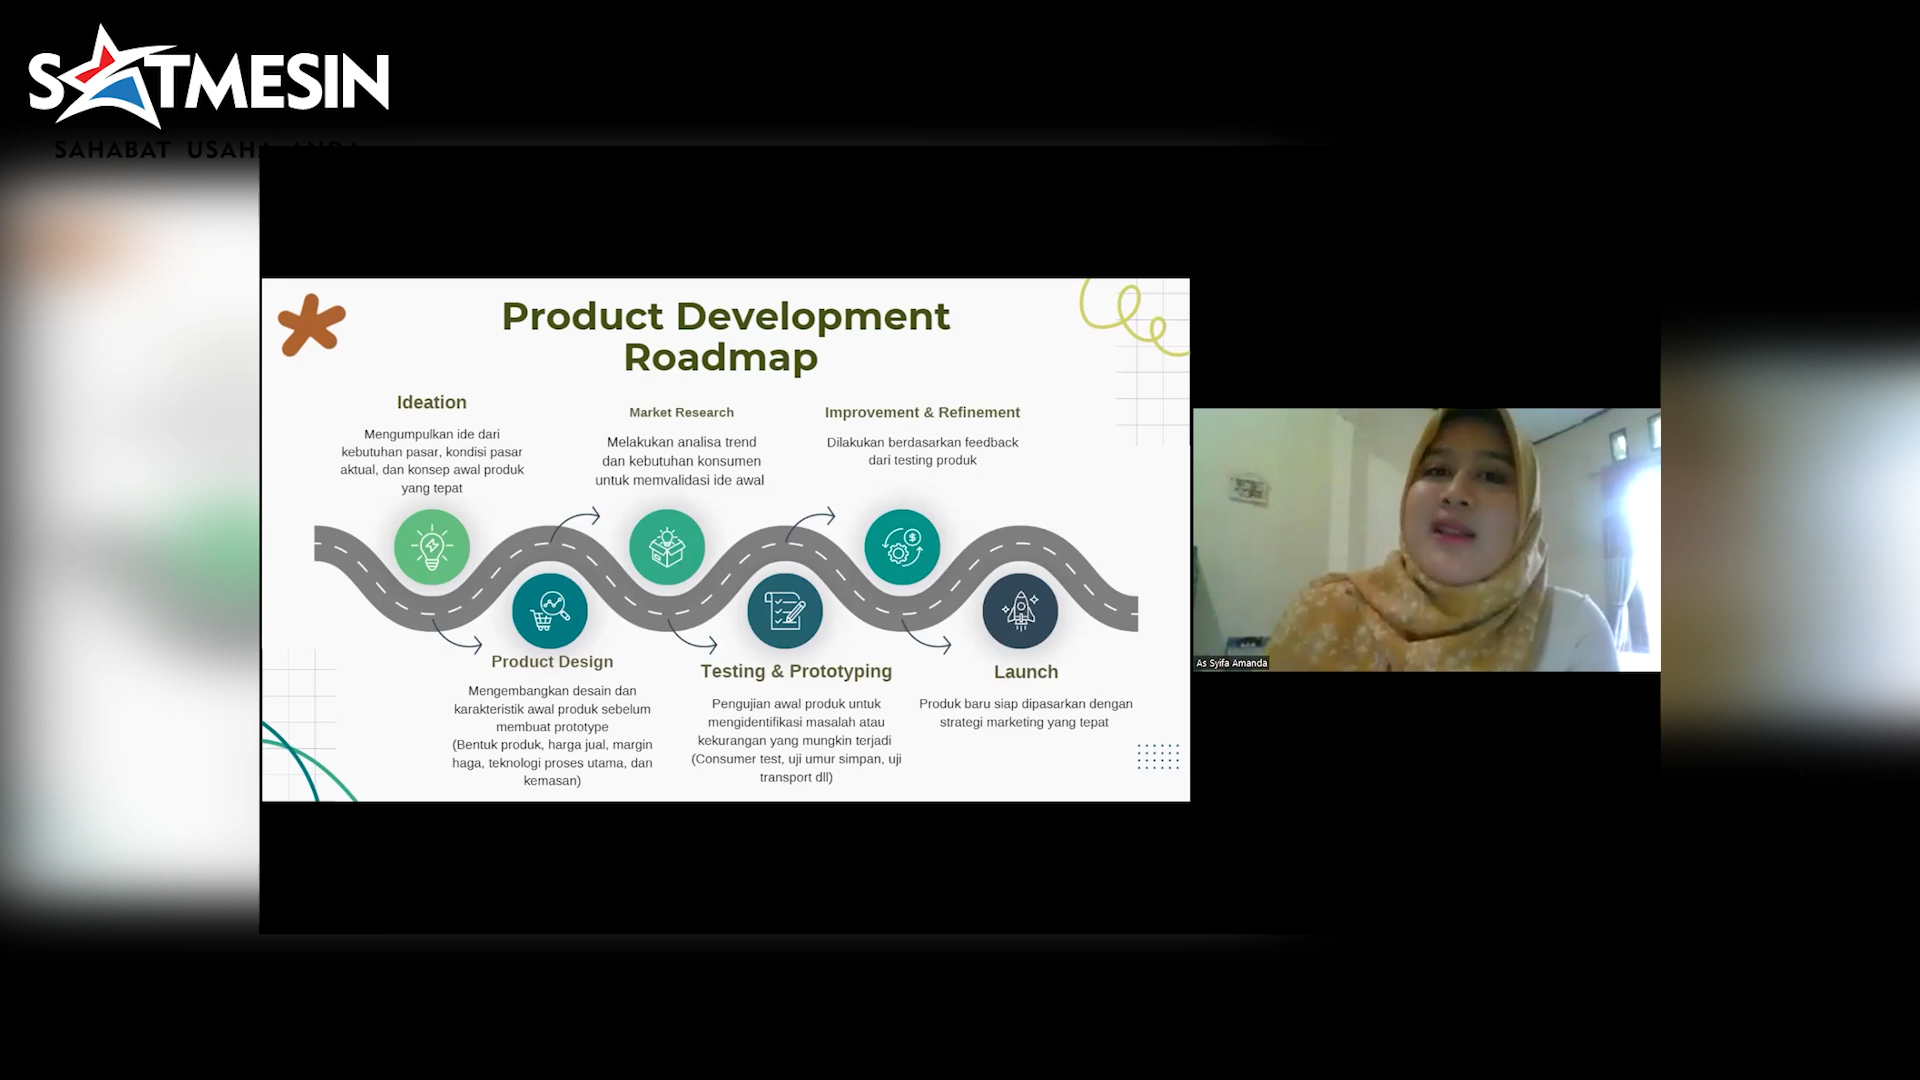 SATMESIN
SAHABAT USAHA ANDA
Product Development
Roadmap
Ideation
Mengumpulkan ide dari
kebutuhan pasar, kondisi pasar
aktual, dan konsep awal produk
yang tepat
Product Design
Mengembangkan desain dan
karakteristik awal produk sebelum
membuat prototype
(Bentuk produk, harga jual, margin
haga, teknologi proses utama, dan
kemasan)
Market Research
Melakukan analisa trend
dan kebutuhan konsumen
untuk memvalidasi ide awal
Testing & Prototyping
Pengujian awal produk untuk
mengidentifikasi masalah atau
kekurangan yang mungkin terjadi
(Consumer test, uji umur simpan, uji
transport dll)
Improvement & Refinement
Dilakukan berdasarkan feedback
dari testing produk
Launch
Produk baru siap dipasarkan dengan
strategi marketing yang tepat
As Syifa Amanda